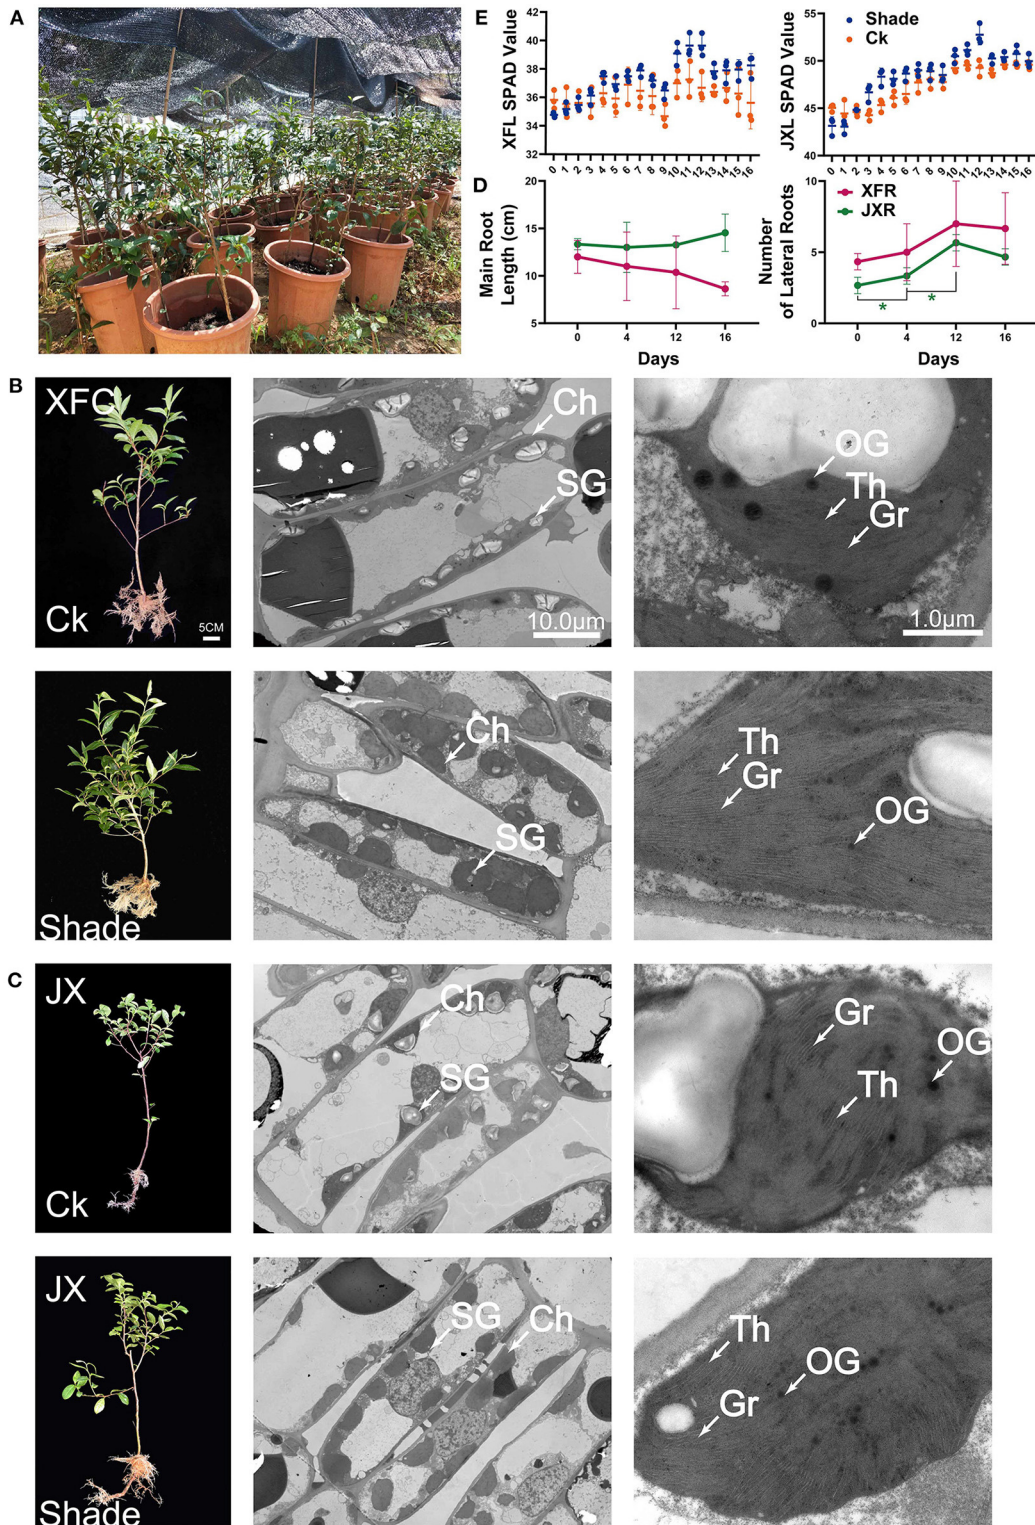 A
E
XFL SPAD Value
42
40
38
36
34
32
0 1 2 3 4 5 6 7 8 9 10 11 12 13 14 15 16
JXL SPAD Value
55
50
45
40
0 1 2 3 4 5 6 7 8 9 10 11 12 13 14 15 16
Shade
Ck
D
Main Root
Length (cm)
20
15
10
5
0 4 12 16
Days
Number
of Lateral Roots
10
5
0
0 4 12 16
Days
XFR
JXR
* *
B
XFC
Ck
5CM
Ch
SG
10.0μm
OG
Th
Gr
1.0μm
Shade
Ch
SG
Th
Gr
OG
C
JX
Ck
Ch
SG
Gr
OG
Th
JX
Shade
SG
Ch
Th
OG
Gr